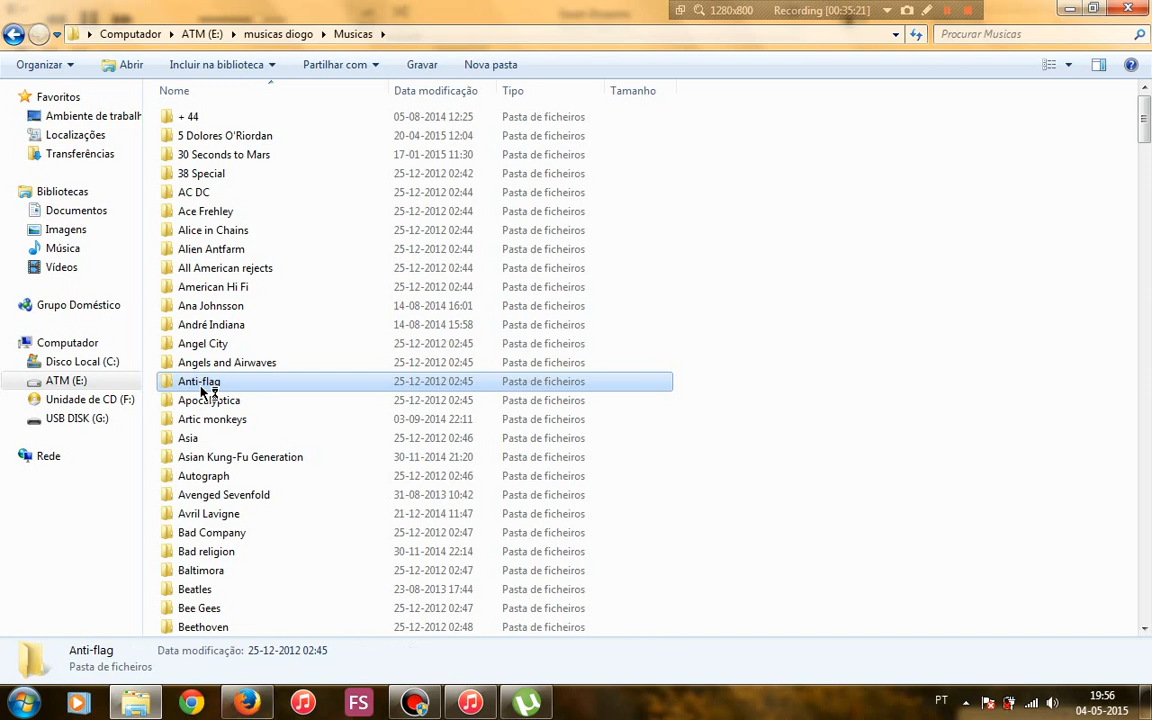 1280x800 Recording [00:35:21]
Computador ATM (E:) musicas diogo Musicas Procurar Musicas
Organizar Abrir Incluir na biblioteca Partilhar com Gravar Nova pasta
Favoritos
Ambiente de trabalh
Localizações
Transferências
Bibliotecas
Documentos
Imagens
Música
Vídeos
Grupo Doméstico
Computador
Disco Local (C:)
ATM (E:)
Unidade de CD (F:)
USB DISK (G:)
Rede
Nome Data modificação Tipo Tamanho
+ 44 05-08-2014 12:25 Pasta de ficheiros
5 Dolores O'Riordan 20-04-2015 12:04 Pasta de ficheiros
30 Seconds to Mars 17-01-2015 11:30 Pasta de ficheiros
38 Special 25-12-2012 02:42 Pasta de ficheiros
AC DC 25-12-2012 02:44 Pasta de ficheiros
Ace Frehley 25-12-2012 02:44 Pasta de ficheiros
Alice in Chains 25-12-2012 02:44 Pasta de ficheiros
Alien Antfarm 25-12-2012 02:44 Pasta de ficheiros
All American rejects 25-12-2012 02:44 Pasta de ficheiros
American Hi Fi 25-12-2012 02:44 Pasta de ficheiros
Ana Johnsson 14-08-2014 16:01 Pasta de ficheiros
André Indiana 14-08-2014 15:58 Pasta de ficheiros
Angel City 25-12-2012 02:45 Pasta de ficheiros
Angels and Airwaves 25-12-2012 02:45 Pasta de ficheiros
Anti-flag 25-12-2012 02:45 Pasta de ficheiros
Apocalyptica 25-12-2012 02:45 Pasta de ficheiros
Artic monkeys 03-09-2014 22:11 Pasta de ficheiros
Asia 25-12-2012 02:46 Pasta de ficheiros
Asian Kung-Fu Generation 30-11-2014 21:20 Pasta de ficheiros
Autograph 25-12-2012 02:46 Pasta de ficheiros
Avenged Sevenfold 31-08-2013 10:42 Pasta de ficheiros
Avril Lavigne 21-12-2014 11:47 Pasta de ficheiros
Bad Company 25-12-2012 02:47 Pasta de ficheiros
Bad religion 30-11-2014 22:14 Pasta de ficheiros
Baltimora 25-12-2012 02:47 Pasta de ficheiros
Beatles 23-08-2013 17:44 Pasta de ficheiros
Bee Gees 25-12-2012 02:47 Pasta de ficheiros
Beethoven 25-12-2012 02:48 Pasta de ficheiros
Anti-flag Data modificação: 25-12-2012 02:45
Pasta de ficheiros
FS PT 19:56
04-05-2015